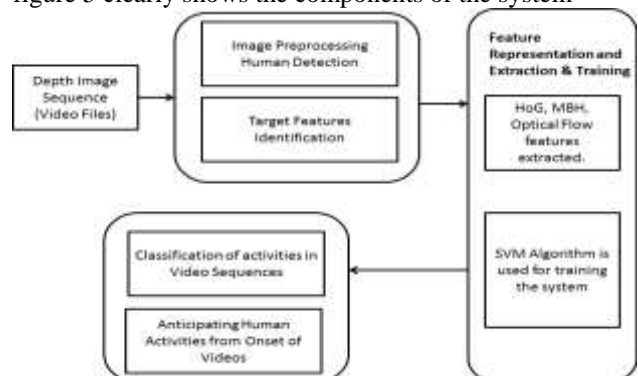 figure 3 clearly shows the components of the system
Depth Image
Sequence
(Video Files)
Image Preprocessing
Human Detection
Target Features
Identification
Feature
Representation and
Extraction & Training
HoG, MBH,
Optical Flow
features
extracted.
SVM Algorithm is
used for training
the system
Classification of activities in
Video Sequences
Anticipating Human
Activities from Onset of
Videos